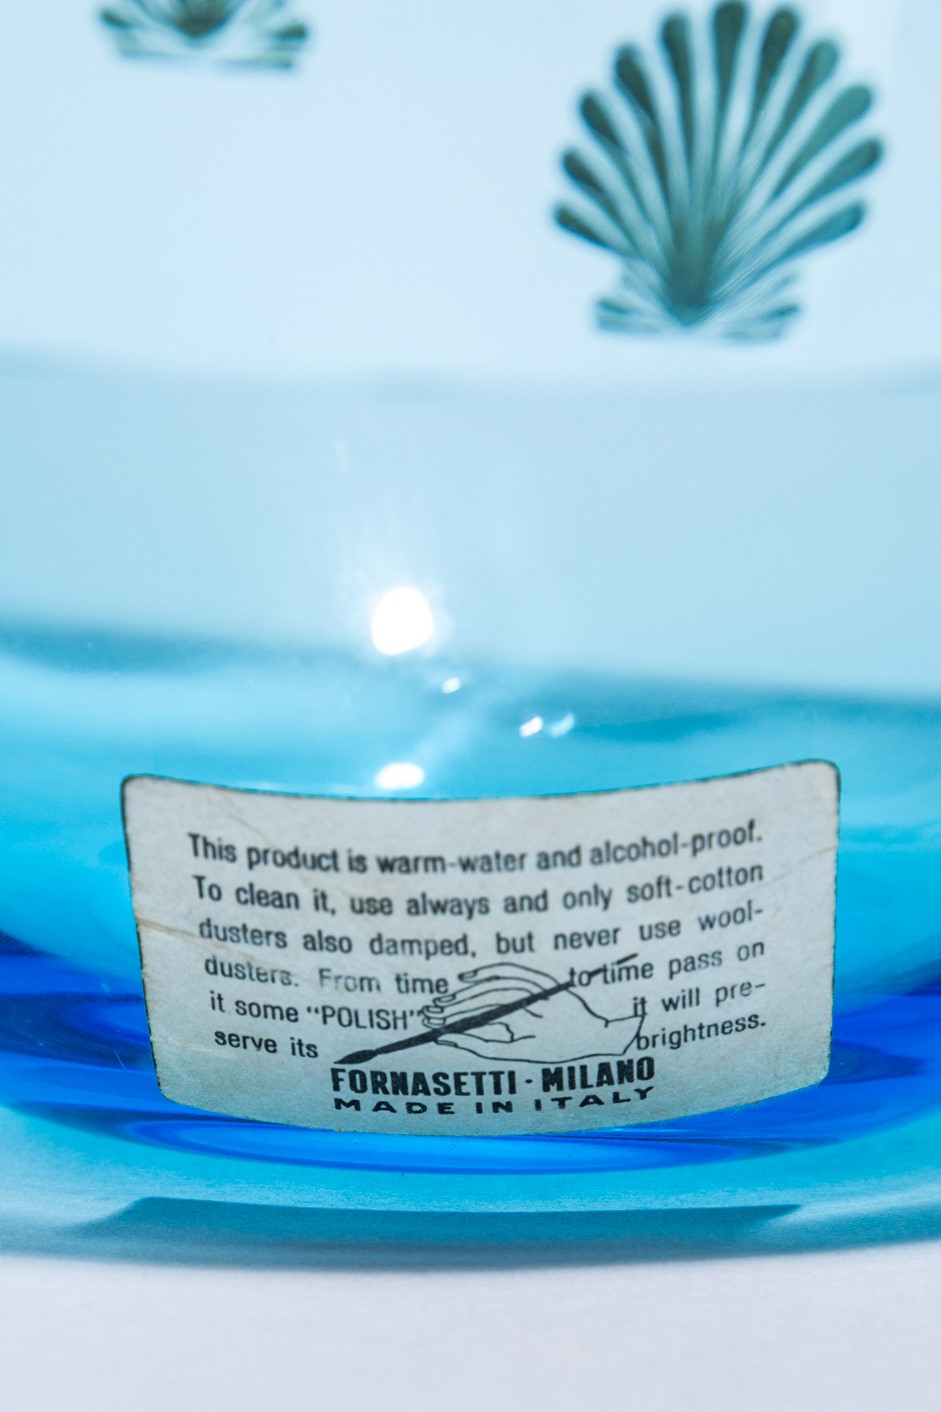 This product is warm-water and alcohol-proof.
To clean it, use always and only soft-cotton
dusters also damped, but never use wool-
dusters. From time to time pass on
it some "POLISH" it will pre-
serve its brightness.
FORNASETTI · MILANO
MADE IN ITALY